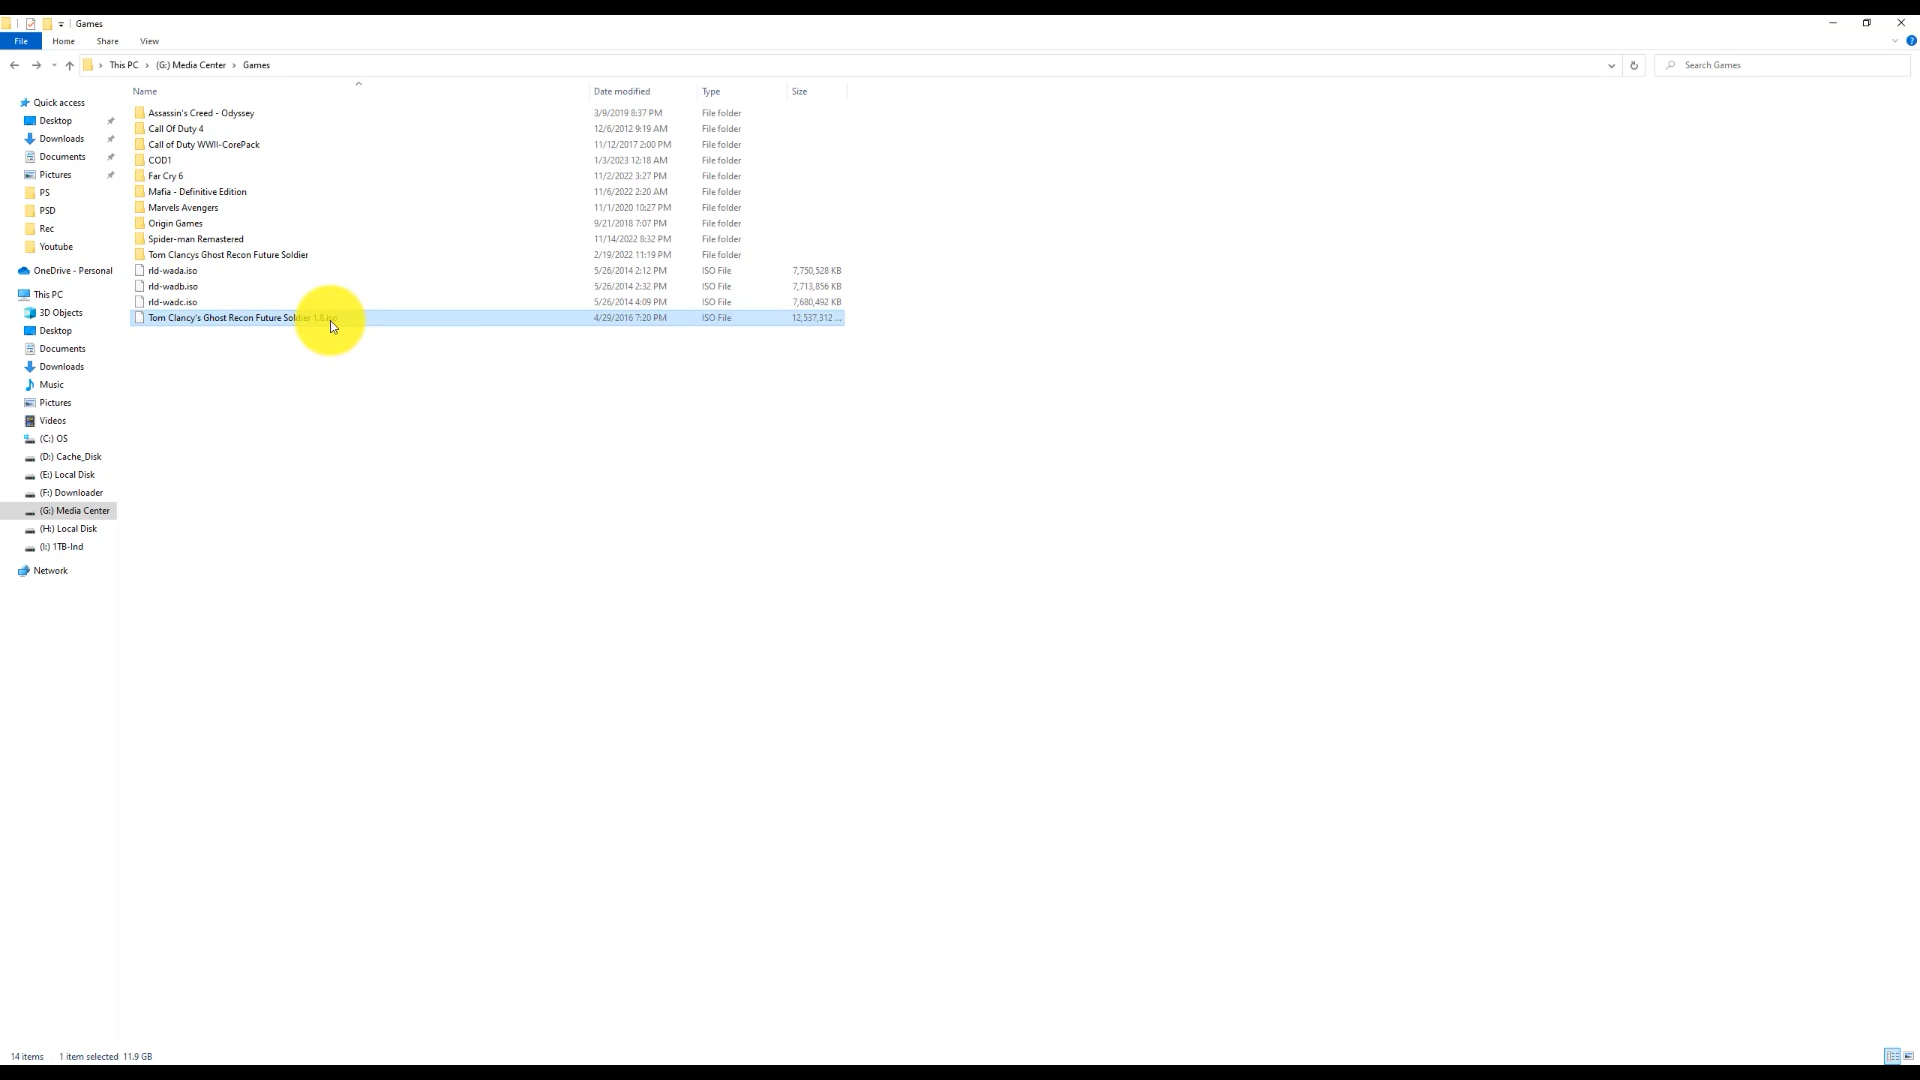 Games
File Home Share View
This PC (G:) Media Center Games
Search Games
Name Date modified Type Size
Quick access
Desktop
Downloads
Documents
Pictures
PS
PSD
Rec
Youtube
OneDrive - Personal
This PC
3D Objects
Desktop
Documents
Downloads
Music
Pictures
Videos
(C:) OS
(D:) Cache_Disk
(E:) Local Disk
(F:) Downloader
(G:) Media Center
(H:) Local Disk
(I:) 1TB-Ind
Network
Assassin's Creed - Odyssey 3/9/2019 8:37 PM File folder
Call Of Duty 4 12/6/2012 9:19 AM File folder
Call of Duty WWII-CorePack 11/12/2017 2:00 PM File folder
COD1 1/3/2023 12:18 AM File folder
Far Cry 6 11/2/2022 3:27 PM File folder
Mafia - Definitive Edition 11/6/2022 2:20 AM File folder
Marvels Avengers 11/1/2020 10:27 PM File folder
Origin Games 9/21/2018 7:07 PM File folder
Spider-man Remastered 11/14/2022 8:32 PM File folder
Tom Clancys Ghost Recon Future Soldier 2/19/2022 11:19 PM File folder
rld-wada.iso 5/26/2014 2:12 PM ISO File 7,750,528 KB
rld-wadb.iso 5/26/2014 2:32 PM ISO File 7,713,856 KB
rld-wadc.iso 5/26/2014 4:09 PM ISO File 7,680,492 KB
Tom Clancy's Ghost Recon Future Soldier 1.8.iso 4/29/2016 7:20 PM ISO File 12,537,312 ...
14 items 1 item selected 11.9 GB